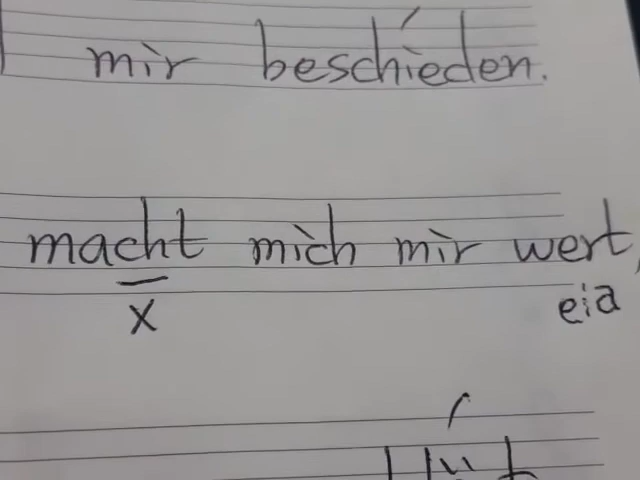 mir beschieden.
macht mich mir wert,
x eia